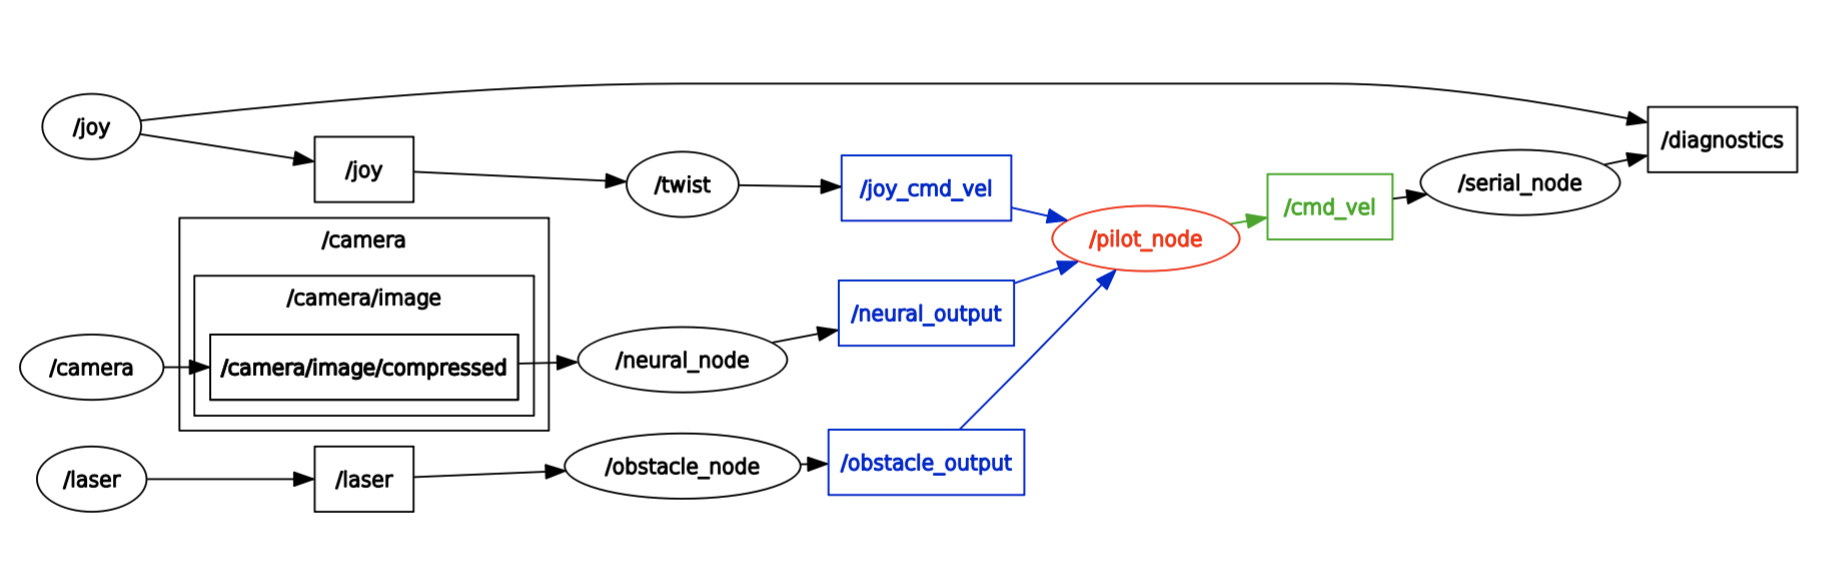 /joy
/joy
/twist
/joy_cmd_vel
/diagnostics
/serial_node
/cmd_vel
/pilot_node
/camera
/camera/image
/camera
/camera/image/compressed
/neural_node
/neural_output
/laser
/laser
/obstacle_node
/obstacle_output